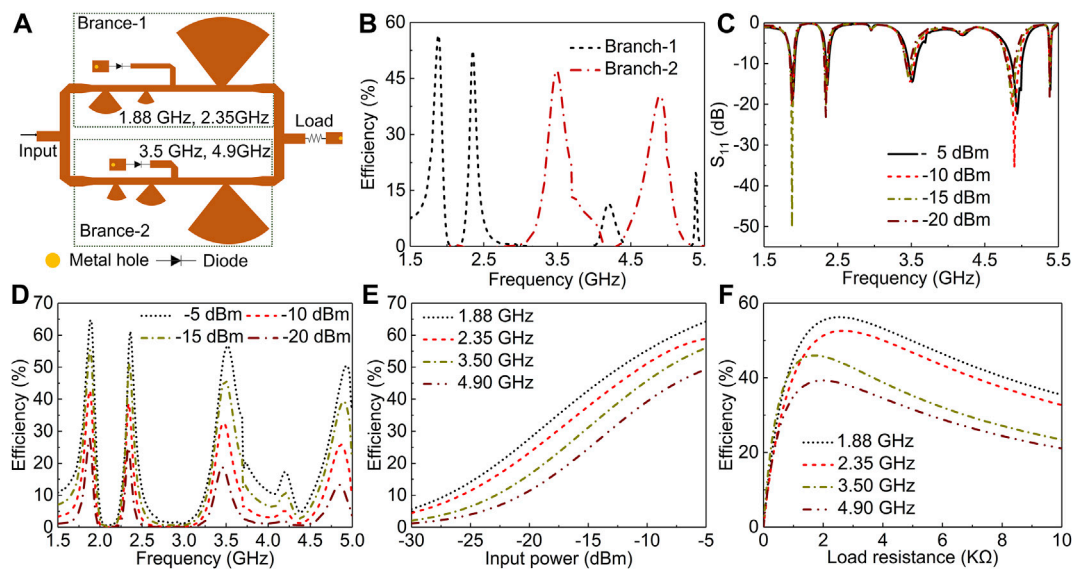 A
Brance-1
1.88 GHz, 2.35GHz
Input
Load
3.5 GHz, 4.9GHz
Brance-2
Metal hole
Diode
B
Efficiency (%)
60
45
30
15
0
Branch-1
Branch-2
1.5 2.5 3.5 4.5 5.
Frequency (GHz)
C
S11 (dB)
0
-10
-20
-30
-40
-50
5 dBm
-10 dBm
-15 dBm
-20 dBm
1.5 2.5 3.5 4.5 5.5
Frequency (GHz)
D
Efficiency (%)
70
60
50
40
30
20
10
0
-5 dBm -10 dBm
-15 dBm -20 dBm
1.5 2.0 2.5 3.0 3.5 4.0 4.5 5.0
Frequency (GHz)
E
Efficiency (%)
70
60
50
40
30
20
10
0
1.88 GHz
2.35 GHz
3.50 GHz
4.90 GHz
-30 -25 -20 -15 -10 -5
Input power (dBm)
F
Efficiency (%)
60
40
20
0
1.88 GHz
2.35 GHz
3.50 GHz
4.90 GHz
0 2 4 6 8 10
Load resistance (KΩ)